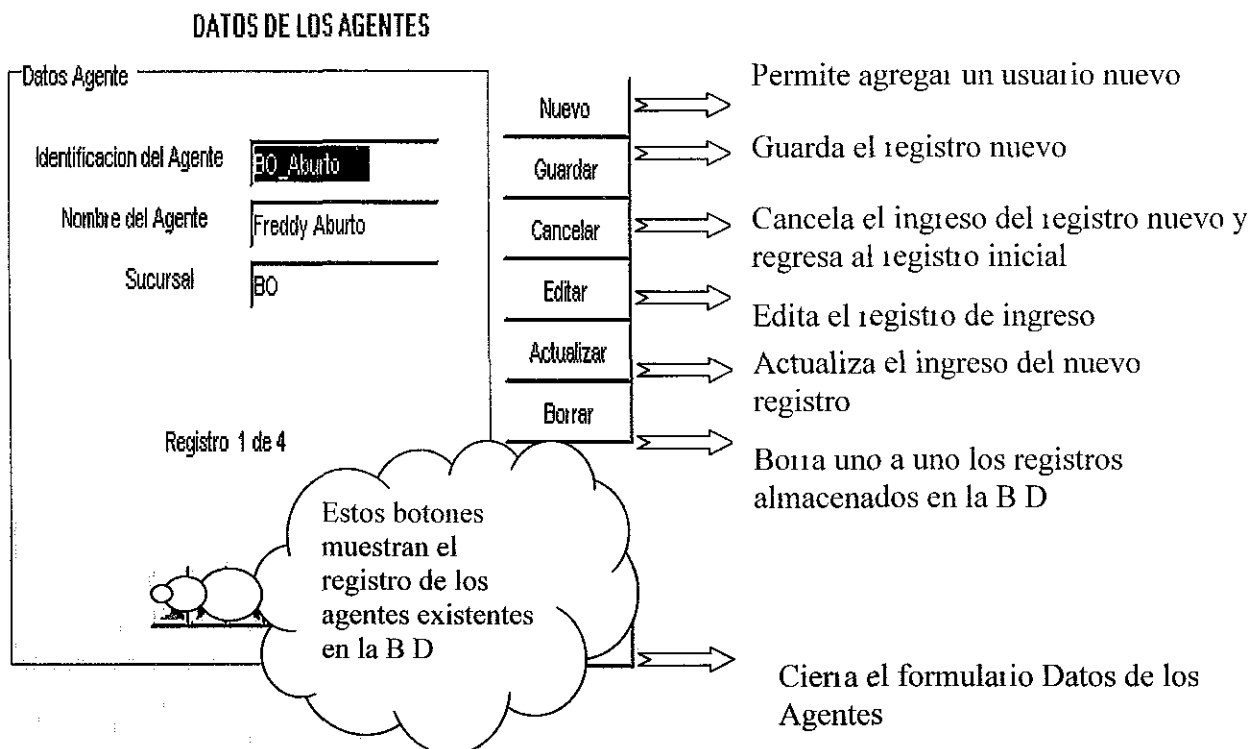 DATOS DE LOS AGENTES
Datos Agente
Identificacion del Agente
BO_Aburto
Nombre del Agente
Freddy Aburto
Sucursal
BO
Registro 1 de 4
Nuevo
Guardar
Cancelar
Editar
Actualizar
Borrar
Permite agregar un usuario nuevo
Guarda el registro nuevo
Cancela el ingreso del registro nuevo y
regresa al registro inicial
Edita el registro de ingreso
Actualiza el ingreso del nuevo
registro
Borra uno a uno los registros
almacenados en la B D
Estos botones
muestran el
registro de los
agentes existentes
en la B D
Cierra el formulario Datos de los
Agentes